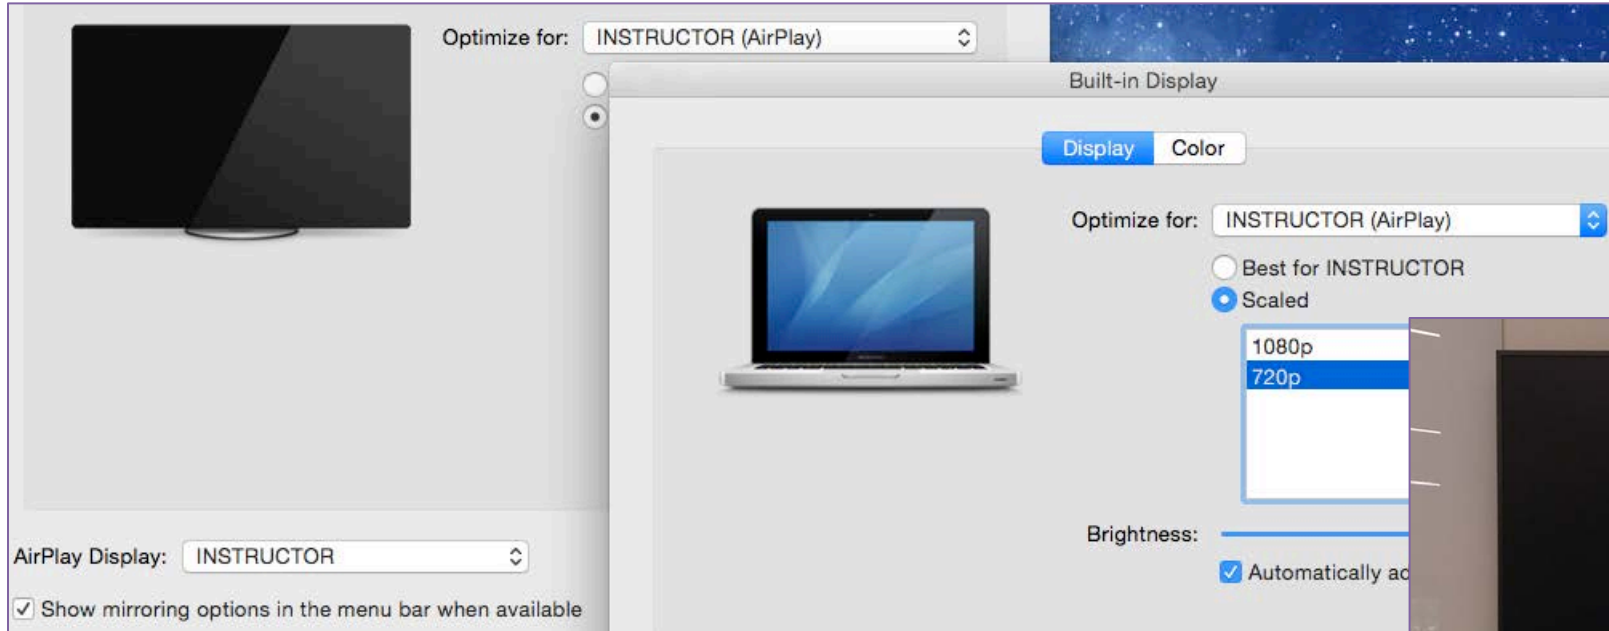 Optimize for: INSTRUCTOR (AirPlay)
Built-in Display
Display Color
Optimize for: INSTRUCTOR (AirPlay)
Best for INSTRUCTOR
Scaled
1080p
720p
Brightness:
Automatically
AirPlay Display: INSTRUCTOR
Show mirroring options in the menu bar when available